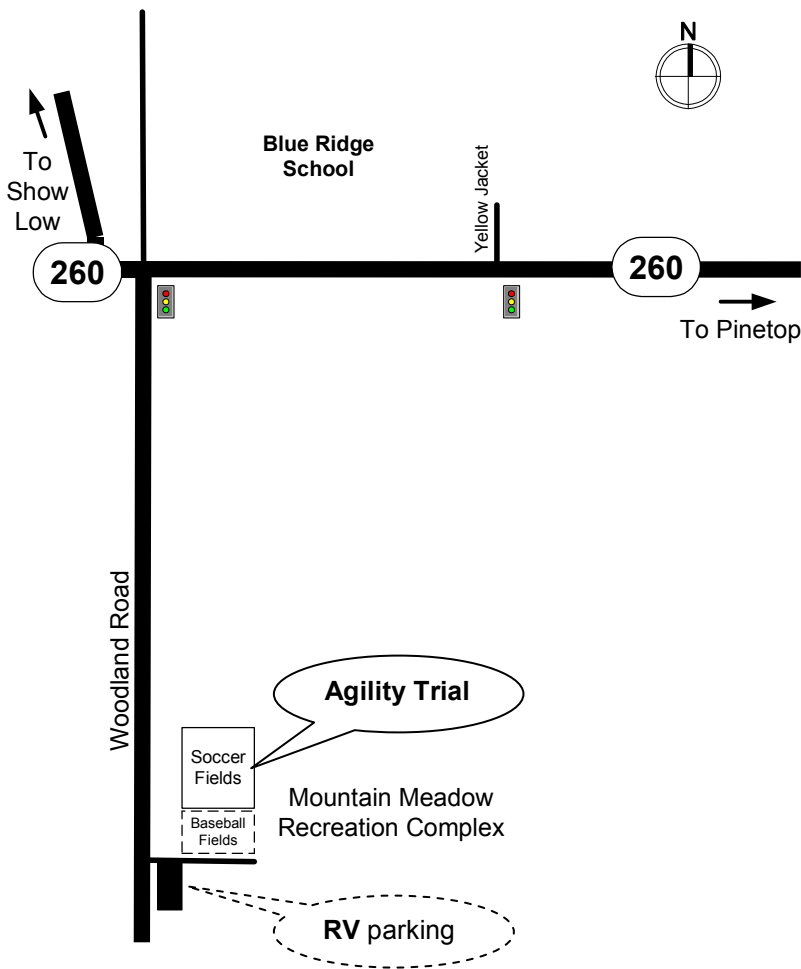 N
Blue Ridge
School
To
Show
Low
Yellow Jacket
260
260
To Pinetop
Woodland Road
Agility Trial
Soccer
Fields
Mountain Meadow
Recreation Complex
Baseball
Fields
RV parking